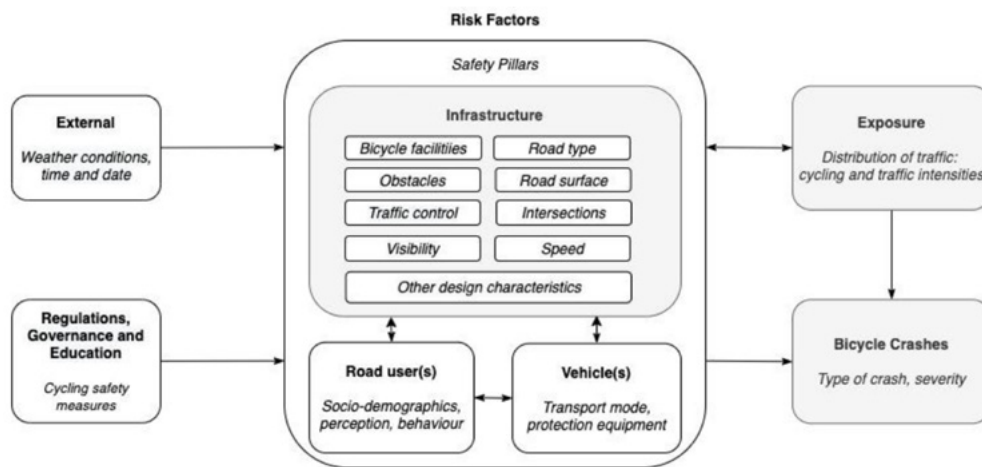 Risk Factors
Safety Pillars
External
Weather conditions,
time and date
Regulations,
Governance and
Education
Cycling safety
measures
Infrastructure
Bicycle facilitiies
Road type
Obstacles
Road surface
Traffic control
Intersections
Visibility
Speed
Other design characteristics
Road user(s)
Socio-demographics,
perception, behaviour
Vehicle(s)
Transport mode,
protection equipment
Exposure
Distribution of traffic:
cycling and traffic intensities
Bicycle Crashes
Type of crash, severity